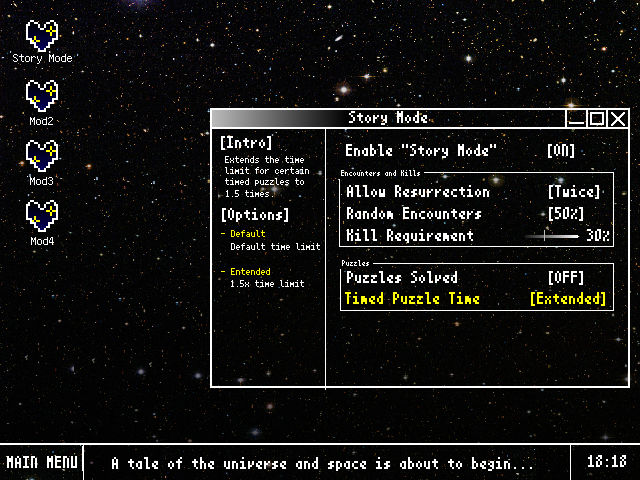 Story Mode
Mod2
Mod3
Mod4
Story Mode
[Intro]
Extends the time
limit for certain
timed puzzles to
1.5 times.
[Options]
- Default
Default time limit
- Extended
1.5x time limit
Enable "Story Mode" [ON]
Encounters and Kills
Allow Resurrection [Twice]
Random Encounters [50%]
Kill Requirement 30%
Puzzles
Puzzles Solved [OFF]
Timed Puzzle Time [Extended]
MAIN MENU
A tale of the universe and space is about to begin...
18:18